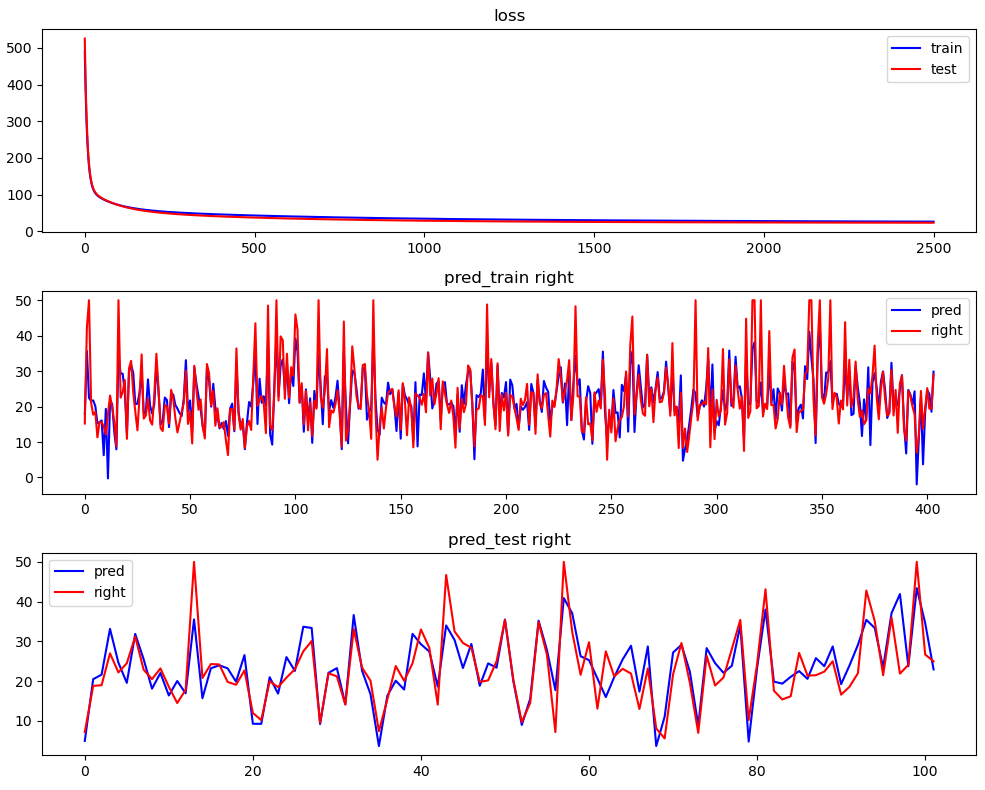 loss
500
400
300
200
100
0
train
test
0 500 1000 1500 2000 2500
pred_train right
50
40
30
20
10
0
pred
right
0 50 100 150 200 250 300 350 400
pred_test right
50
40
30
20
10
pred
right
0 20 40 60 80 100